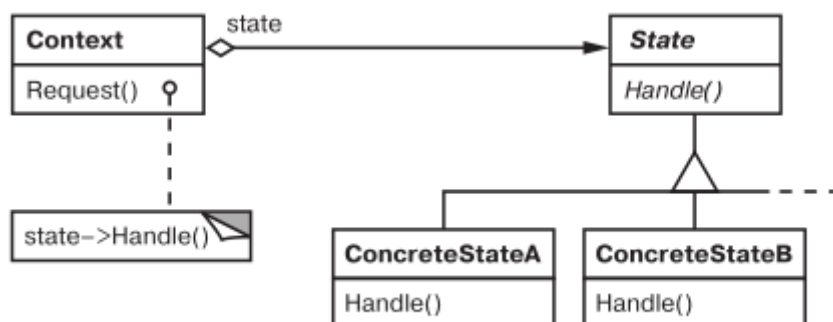 Context
state
State
Request()
Handle()
state->Handle()
ConcreteStateA
ConcreteStateB
Handle()
Handle()